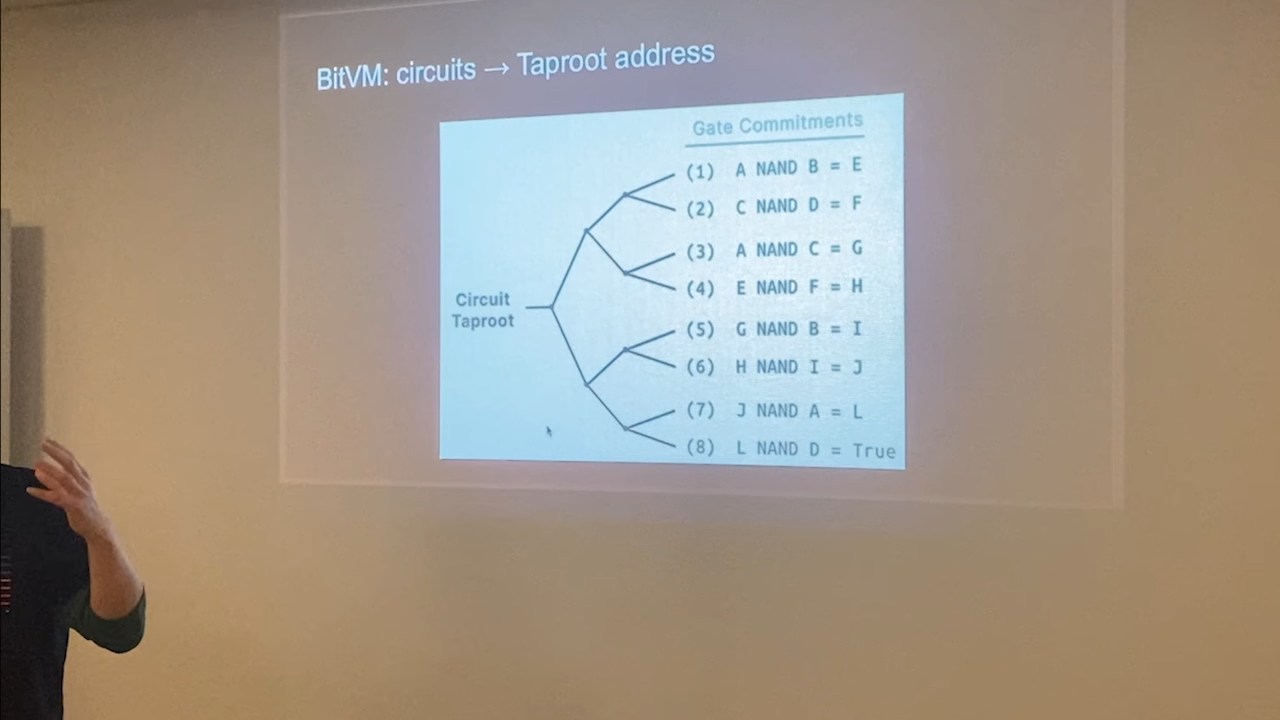 BitVM: circuits → Taproot address
Gate Commitments
(1) A NAND B = E
(2) C NAND D = F
(3) A NAND C = G
(4) E NAND F = H
Circuit
Taproot
(5) G NAND B = I
(6) H NAND I = J
(7) J NAND A = L
(8) L NAND D = True